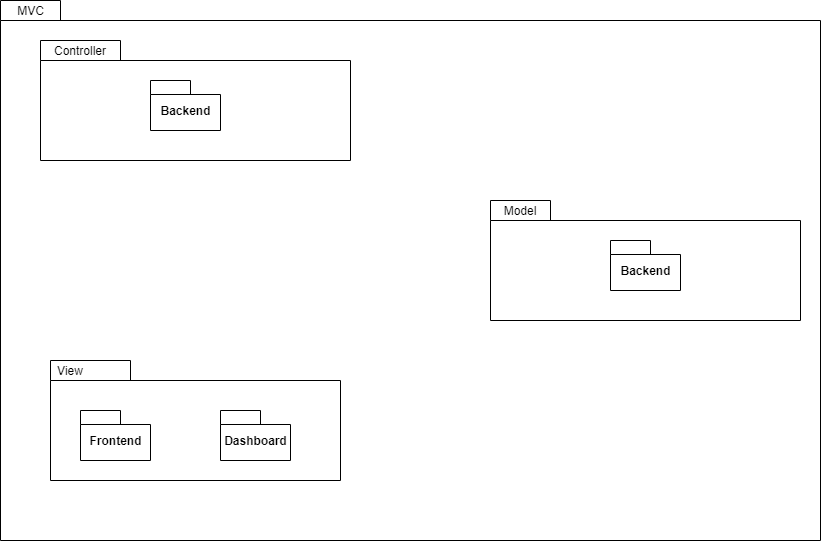 MVC
Controller
Backend
Model
Backend
View
Frontend
Dashboard